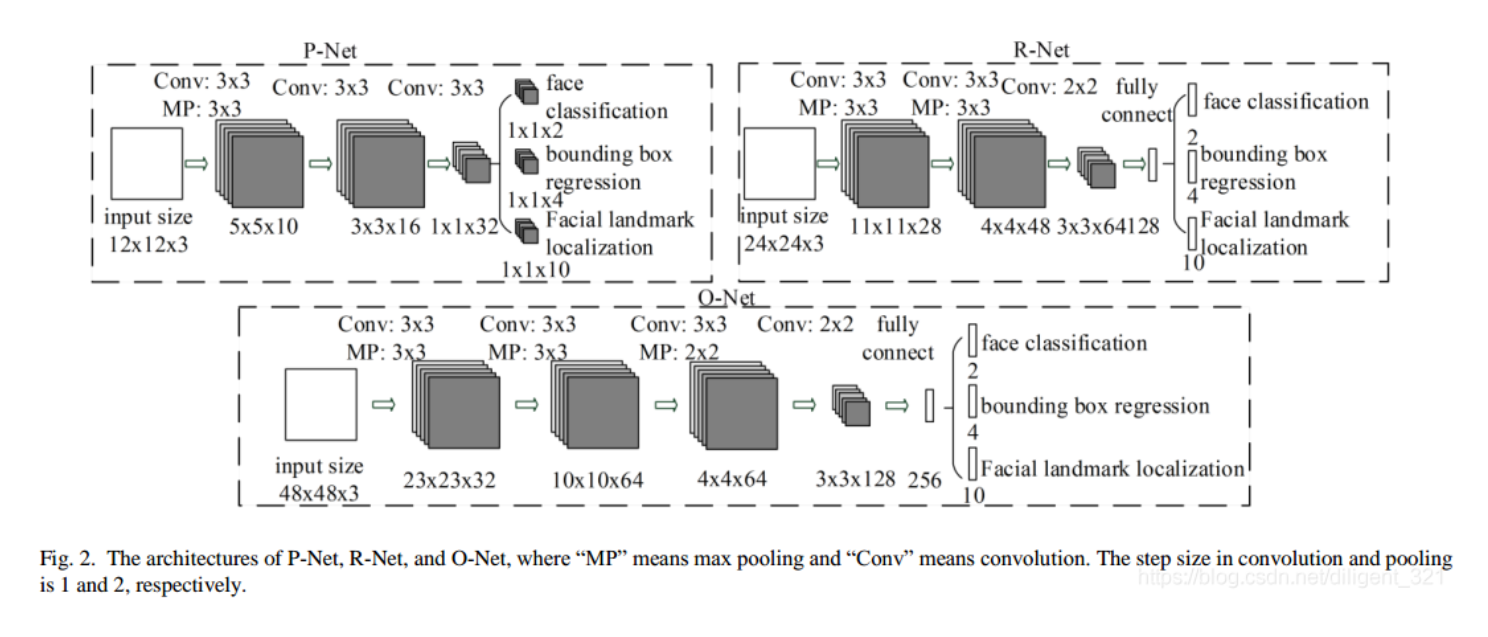 P-Net
Conv: 3x3
MP: 3x3
Conv: 3x3
Conv: 3x3
input size
12x12x3
5x5x10
3x3x16
1x1x32
face
classification
1x1x2
bounding box
regression
1x1x4
Facial landmark
localization
1x1x10
R-Net
Conv: 3x3
MP: 3x3
Conv: 3x3
MP: 3x3
Conv: 2x2
fully
connect
input size
24x24x3
11x11x28
4x4x48
3x3x64
128
face classification
2
bounding box
regression
4
Facial landmark
localization
10
O-Net
Conv: 3x3
MP: 3x3
Conv: 3x3
MP: 3x3
Conv: 3x3
MP: 2x2
Conv: 2x2
fully
connect
input size
48x48x3
23x23x32
10x10x64
4x4x64
3x3x128
256
face classification
2
bounding box regression
4
Facial landmark localization
10
Fig. 2. The architectures of P-Net, R-Net, and O-Net, where “MP” means max pooling and “Conv” means convolution. The step size in convolution and pooling
is 1 and 2, respectively.
https://blog.csdn.net/diligent_321